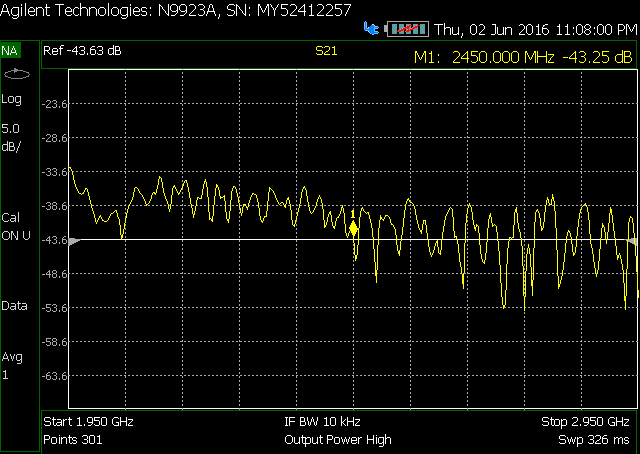 Agilent Technologies: N9923A, SN: MY52412257
Thu, 02 Jun 2016 11:08:00 PM
NA Ref -43.63 dB S21 M1: 2450.000 MHz -43.25 dB
Log
5.0
dB/
Cal
ON U
Data
Avg
1
-23.6
-28.6
-33.6
-38.6
-43.6
-48.6
-53.6
-58.6
-63.6
1
Start 1.950 GHz IF BW 10 kHz Stop 2.950 GHz
Points 301 Output Power High Swp 326 ms